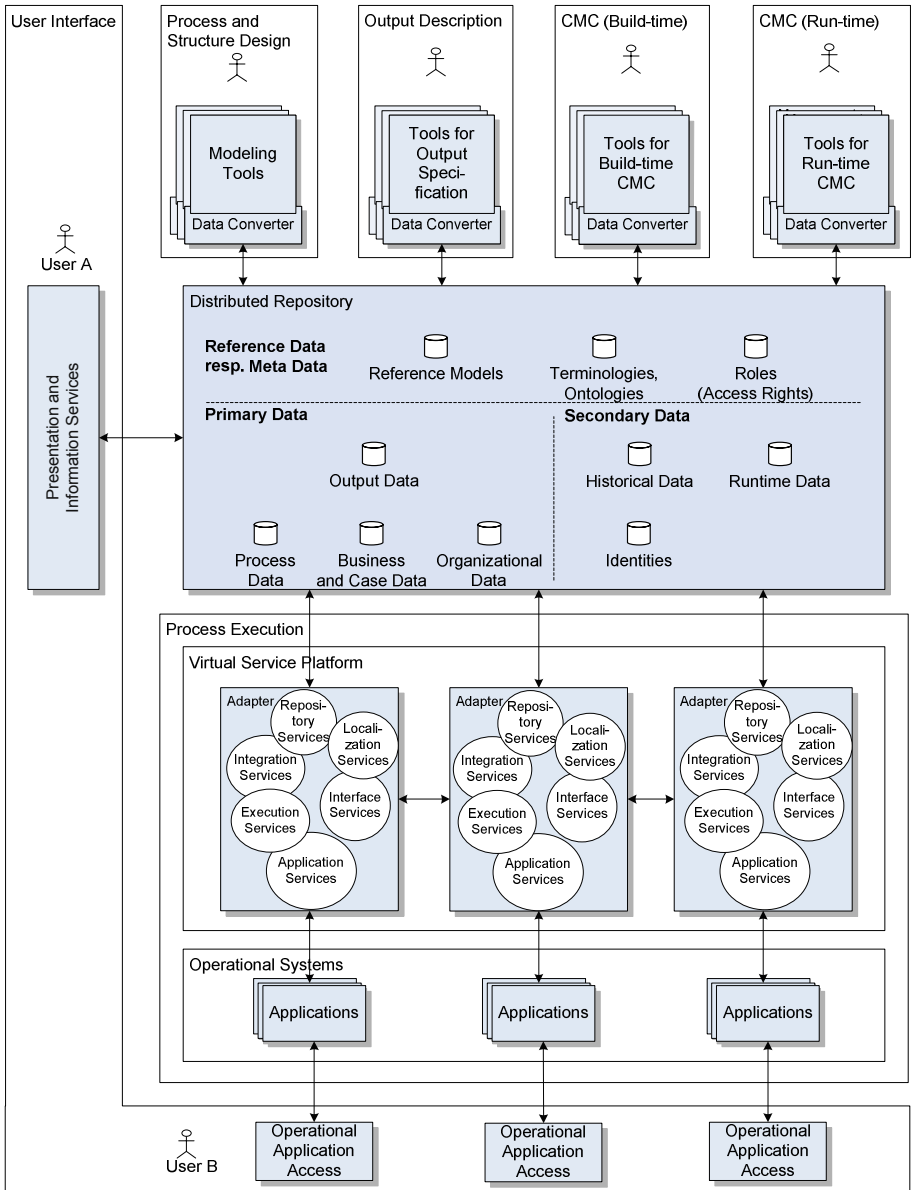 User Interface
Process and
Structure Design
Output Description
CMC (Build-time)
CMC (Run-time)
Modeling
Tools
Data Converter
Tools for
Output
Speci-
fication
Data Converter
Tools for
Build-time
CMC
Data Converter
Tools for
Run-time
CMC
Data Converter
User A
Presentation and
Information Services
Distributed Repository
Reference Data
resp. Meta Data
Reference Models
Terminologies,
Ontologies
Roles
(Access Rights)
Primary Data
Secondary Data
Output Data
Historical Data
Runtime Data
Process
Data
Business
and Case Data
Organizational
Data
Identities
Process Execution
Virtual Service Platform
Adapter
Reposi-
tory
Services
Locali-
zation
Services
Integration
Services
Interface
Services
Execution
Services
Application
Services
Adapter
Reposi-
tory
Services
Locali-
zation
Services
Integration
Services
Interface
Services
Execution
Services
Application
Services
Adapter
Reposi-
tory
Services
Locali-
zation
Services
Integration
Services
Interface
Services
Execution
Services
Application
Services
Operational Systems
Applications
Applications
Applications
User B
Operational
Application
Access
Operational
Application
Access
Operational
Application
Access